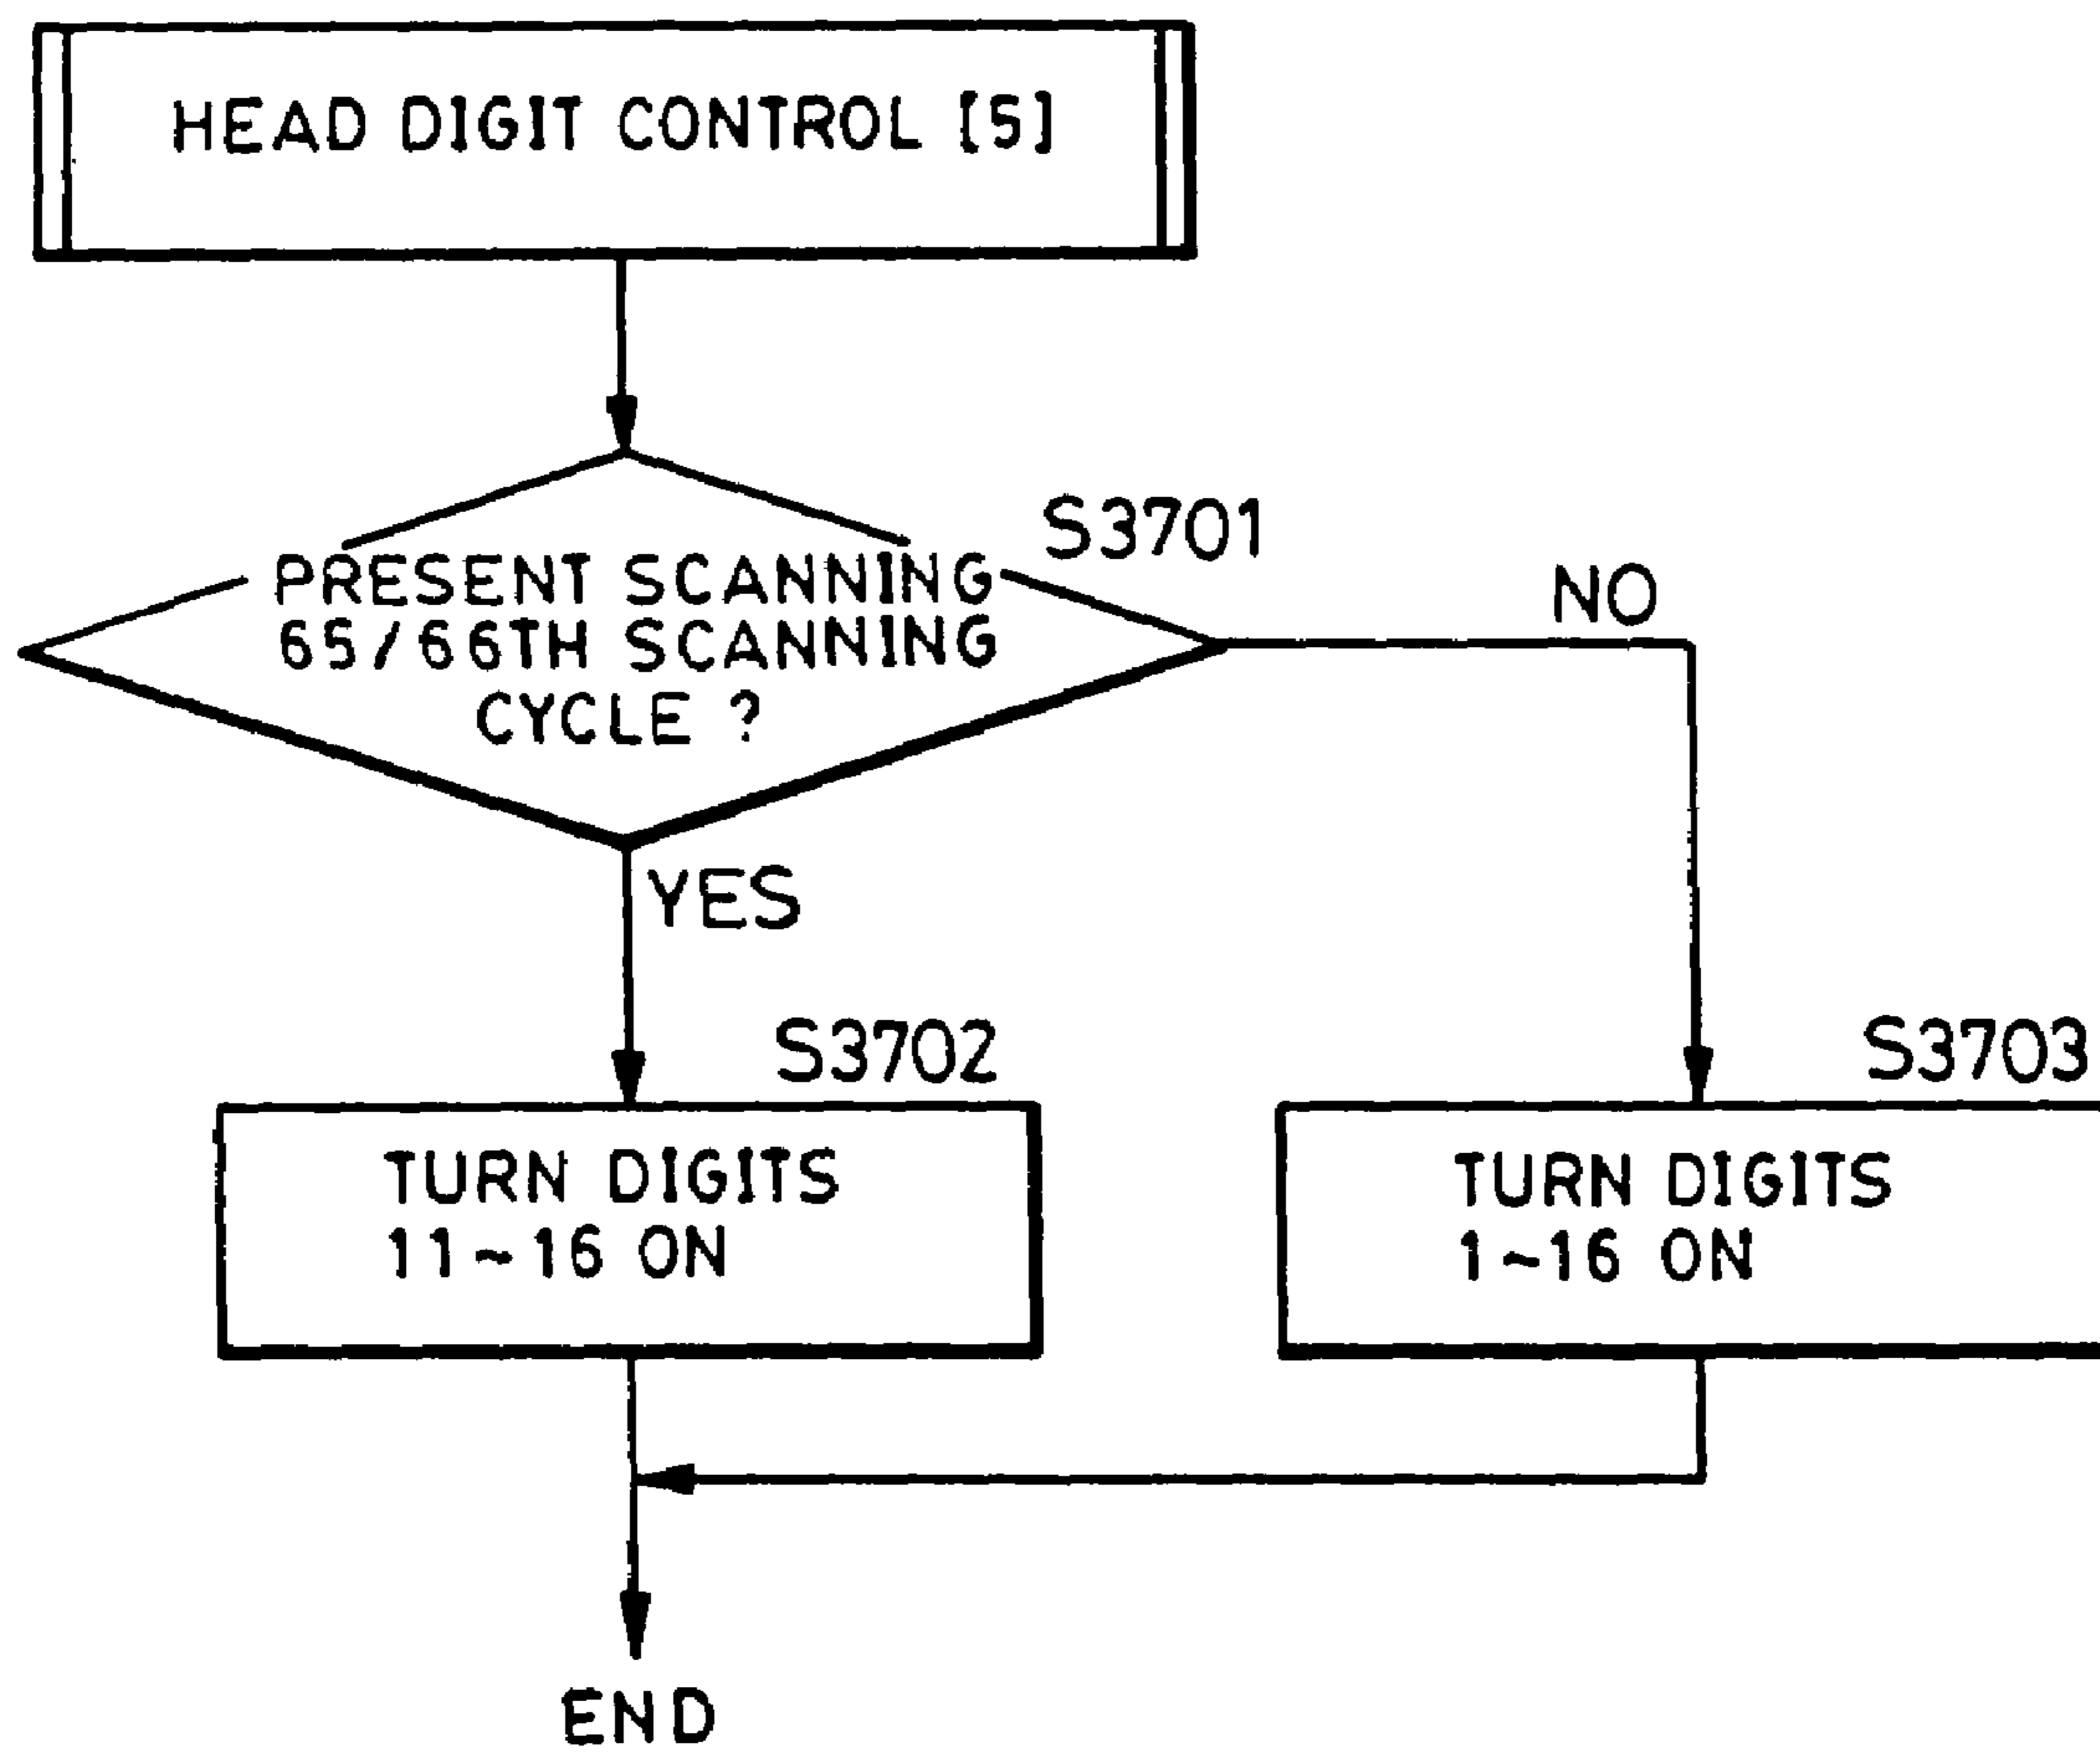 HEAD DIGIT CONTROL [S]
S3701
PRESENT SCANNING
65/66TH SCANNING
CYCLE ?
NO
YES
S3702
S3703
TURN DIGITS
11~16 ON
TURN DIGITS
1~16 ON
END